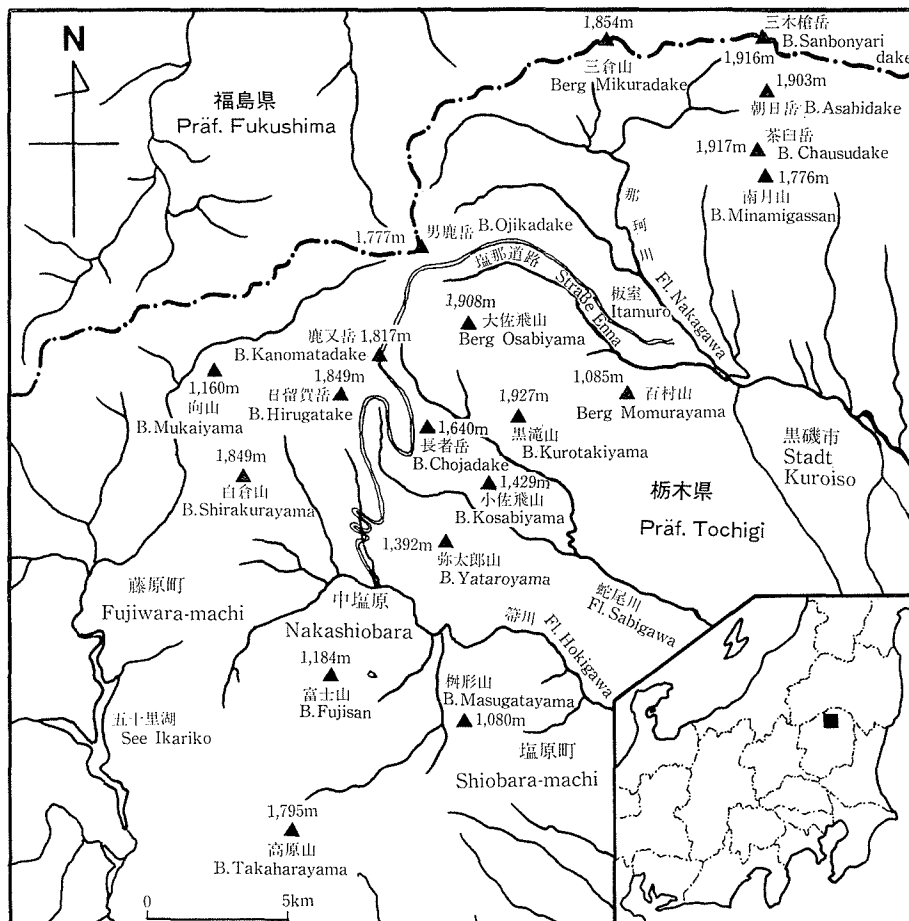 N
福島県
Präf. Fukushima
1,854m
三倉山
Berg Mikuradake
三本槍岳
B.Sanbonyari
dake
1,916m
1,903m
朝日岳 B.Asahidake
茶臼岳
1,917m
B. Chausudake
1,776m
南月山
B.Minamigassan
那珂川
Fl. Nakagawa
1,777m
男鹿岳 B.Ojikadake
塩那道路
Straße Enna
板室
Itamuro
1,908m
大佐飛山
Berg Osabiyama
鹿又岳 1,817m
B.Kanomatadake
1,160m
向山
B.Mukaiyama
1,849m
日留賀岳
B.Hirugatake
1,085m
百村山
Berg Momurayama
1,927m
黒滝山
B.Kurotakiyama
1,640m
長者岳
B.Chojadake
黒磯市
Stadt
Kuroiso
1,849m
白倉山
B.Shirakurayama
1,429m
小佐飛山
B.Kosabiyama
栃木県
Präf. Tochigi
1,392m
弥太郎山
B.Yataroyama
藤原町
Fujiwara-machi
中塩原
Nakashiobara
蛇尾川
Fl. Sabigawa
箒川
Fl. Hokigawa
1,184m
富士山
B.Fujisan
桝形山
B.Masugatayama
1,080m
五十里湖
See Ikariko
塩原町
Shiobara-machi
1,795m
高原山
B.Takaharayama
0 5km